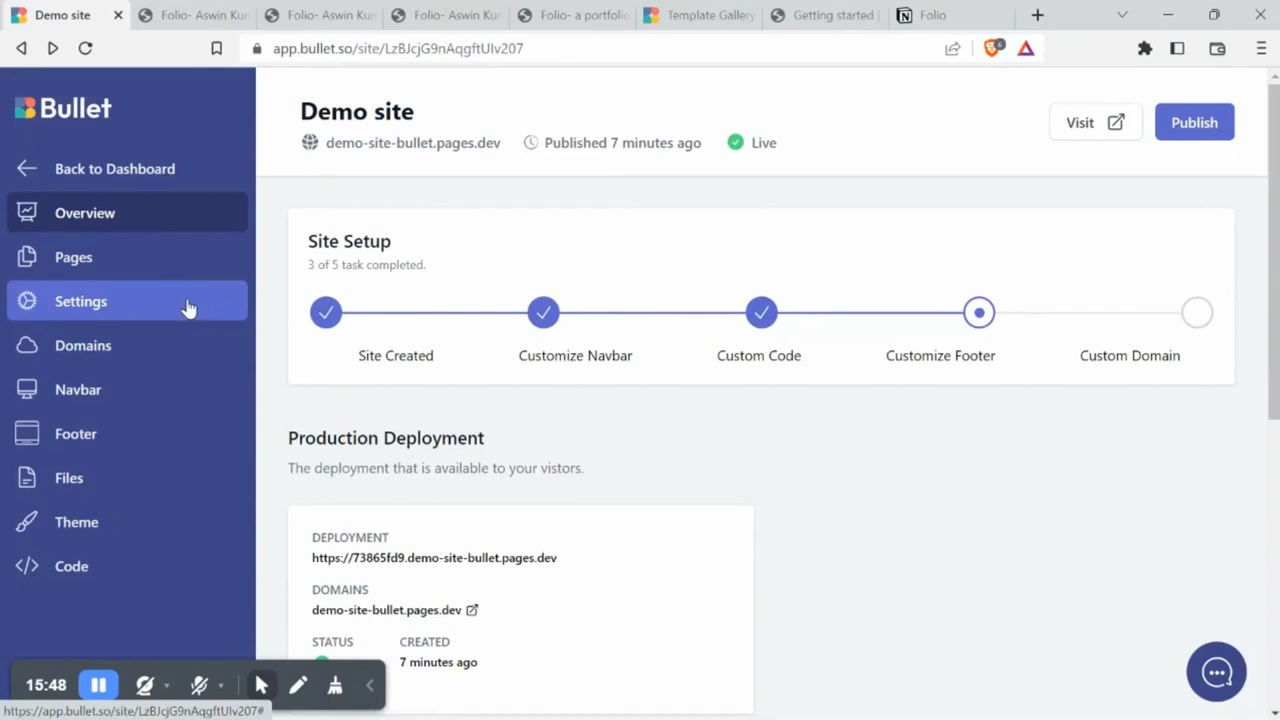 Demo site
Folio- Aswin Kum
Folio- Aswin Kum
Folio- Aswin Kum
Folio- a portfolio
Template Gallery
Getting started |
Folio
app.bullet.so/site/LzBJcjG9nAqgftUlv207
6
Bullet
Back to Dashboard
Overview
Pages
Settings
Domains
Navbar
Footer
Files
Theme
Code
Demo site
demo-site-bullet.pages.dev
Published 7 minutes ago
Live
Visit
Publish
Site Setup
3 of 5 task completed.
Site Created
Customize Navbar
Custom Code
Customize Footer
Custom Domain
Production Deployment
The deployment that is available to your vistors.
DEPLOYMENT
https://73865fd9.demo-site-bullet.pages.dev
DOMAINS
demo-site-bullet.pages.dev
STATUS
CREATED
7 minutes ago
15:48
https://app.bullet.so/site/LzBJcjG9nAqgftUlv207#